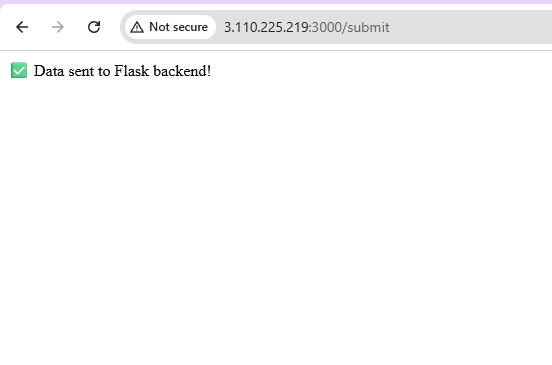 Not secure 3.110.225.219:3000/submit
✅ Data sent to Flask backend!